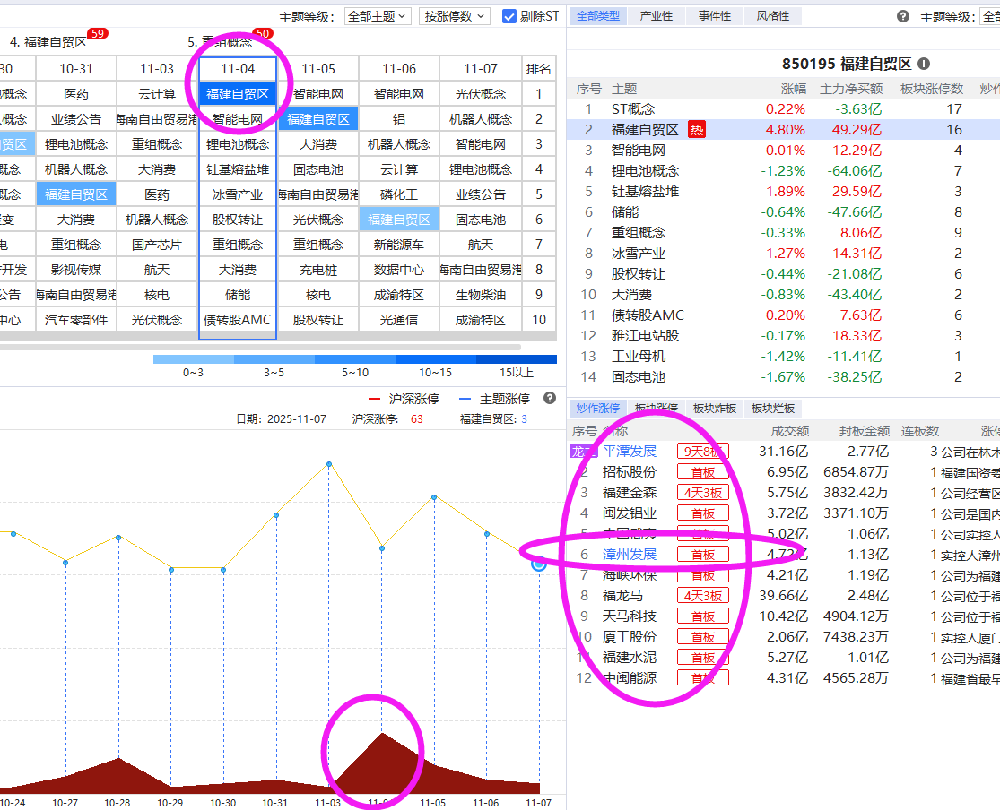 主题等级： 全部主题 按涨停数 剔除ST
4. 福建自贸区 59 5. 重组概念 50
30 10-31 11-03 11-04 11-05 11-06 11-07 排名
概念 医药 云计算 福建自贸区 智能电网 智能电网 光伏概念 1
概念 业绩公告 海南自由贸易港 智能电网 福建自贸区 铝 机器人概念 2
贸区 锂电池概念 重组概念 锂电池概念 大消费 机器人概念 智能电网 3
概念 机器人概念 大消费 钍基熔盐堆 固态电池 云计算 锂电池概念 4
概念 福建自贸区 医药 冰雪产业 海南自由贸易港 磷化工 业绩公告 5
变 大消费 机器人概念 股权转让 光伏概念 福建自贸区 固态电池 6
电 重组概念 国产芯片 重组概念 重组概念 新能源车 航天 7
开发 影视传媒 航天 大消费 充电桩 数据中心 海南自由贸易港 8
公告 海南自由贸易港 核电 储能 核电 成渝特区 生物柴油 9
中心 汽车零部件 光伏概念 债转股AMC 股权转让 光通信 成渝特区 10
0~3 3~5 5~10 10~15 15以上
沪深涨停 主题涨停 ?
日期：2025-11-07 沪深涨停: 63 福建自贸区: 3
10-24 10-27 10-28 10-29 10-30 10-31 11-03 11-0 11-05 11-06 11-07
全部类型 产业性 事件性 风格性 ? 主题等级： 全部
850195 福建自贸区 !
序号 主题 涨幅 主力净买额 板块涨停数 炒作
1 ST概念 0.22% -3.63亿 17
2 福建自贸区 热 4.80% 49.29亿 16
3 智能电网 0.01% 12.29亿 4
4 锂电池概念 -1.23% -64.06亿 7
5 钍基熔盐堆 1.89% 29.59亿 3
6 储能 -0.64% -47.66亿 8
7 重组概念 -0.33% 8.06亿 9
8 冰雪产业 1.27% 14.31亿 2
9 股权转让 -0.44% -21.08亿 6
10 大消费 -0.83% -43.40亿 2
11 债转股AMC 0.20% 7.63亿 6
12 雅江电站股 -0.17% 18.33亿 3
13 工业母机 -1.42% -11.41亿 1
14 固态电池 -1.67% -38.25亿 2
炒作涨停 板块涨停 板块炸板 板块烂板
序号 名称 成交额 封板金额 连板数 涨停
龙 平潭发展 9天8板 31.16亿 2.77亿 3 公司在林木
2 招标股份 首板 6.95亿 6854.87万 1 福建国资委
3 福建金森 4天3板 5.75亿 3832.42万 1 公司经营区
4 闽发铝业 首板 3.72亿 3371.10万 1 公司是国内
5 中国武夷 首板 5.02亿 1.06亿 1 公司实控人
6 漳州发展 首板 4.72亿 1.13亿 1 实控人漳州
7 海峡环保 首板 4.21亿 1.19亿 1 公司为福建
8 福龙马 4天3板 39.66亿 2.48亿 1 公司位于福
9 天马科技 首板 10.42亿 4904.12万 1 公司位于福
10 厦工股份 首板 2.06亿 7438.23万 1 实控人厦门
11 福建水泥 首板 5.27亿 1.01亿 1 公司为福建
12 中闽能源 首板 4.31亿 4565.28万 1 福建省最早